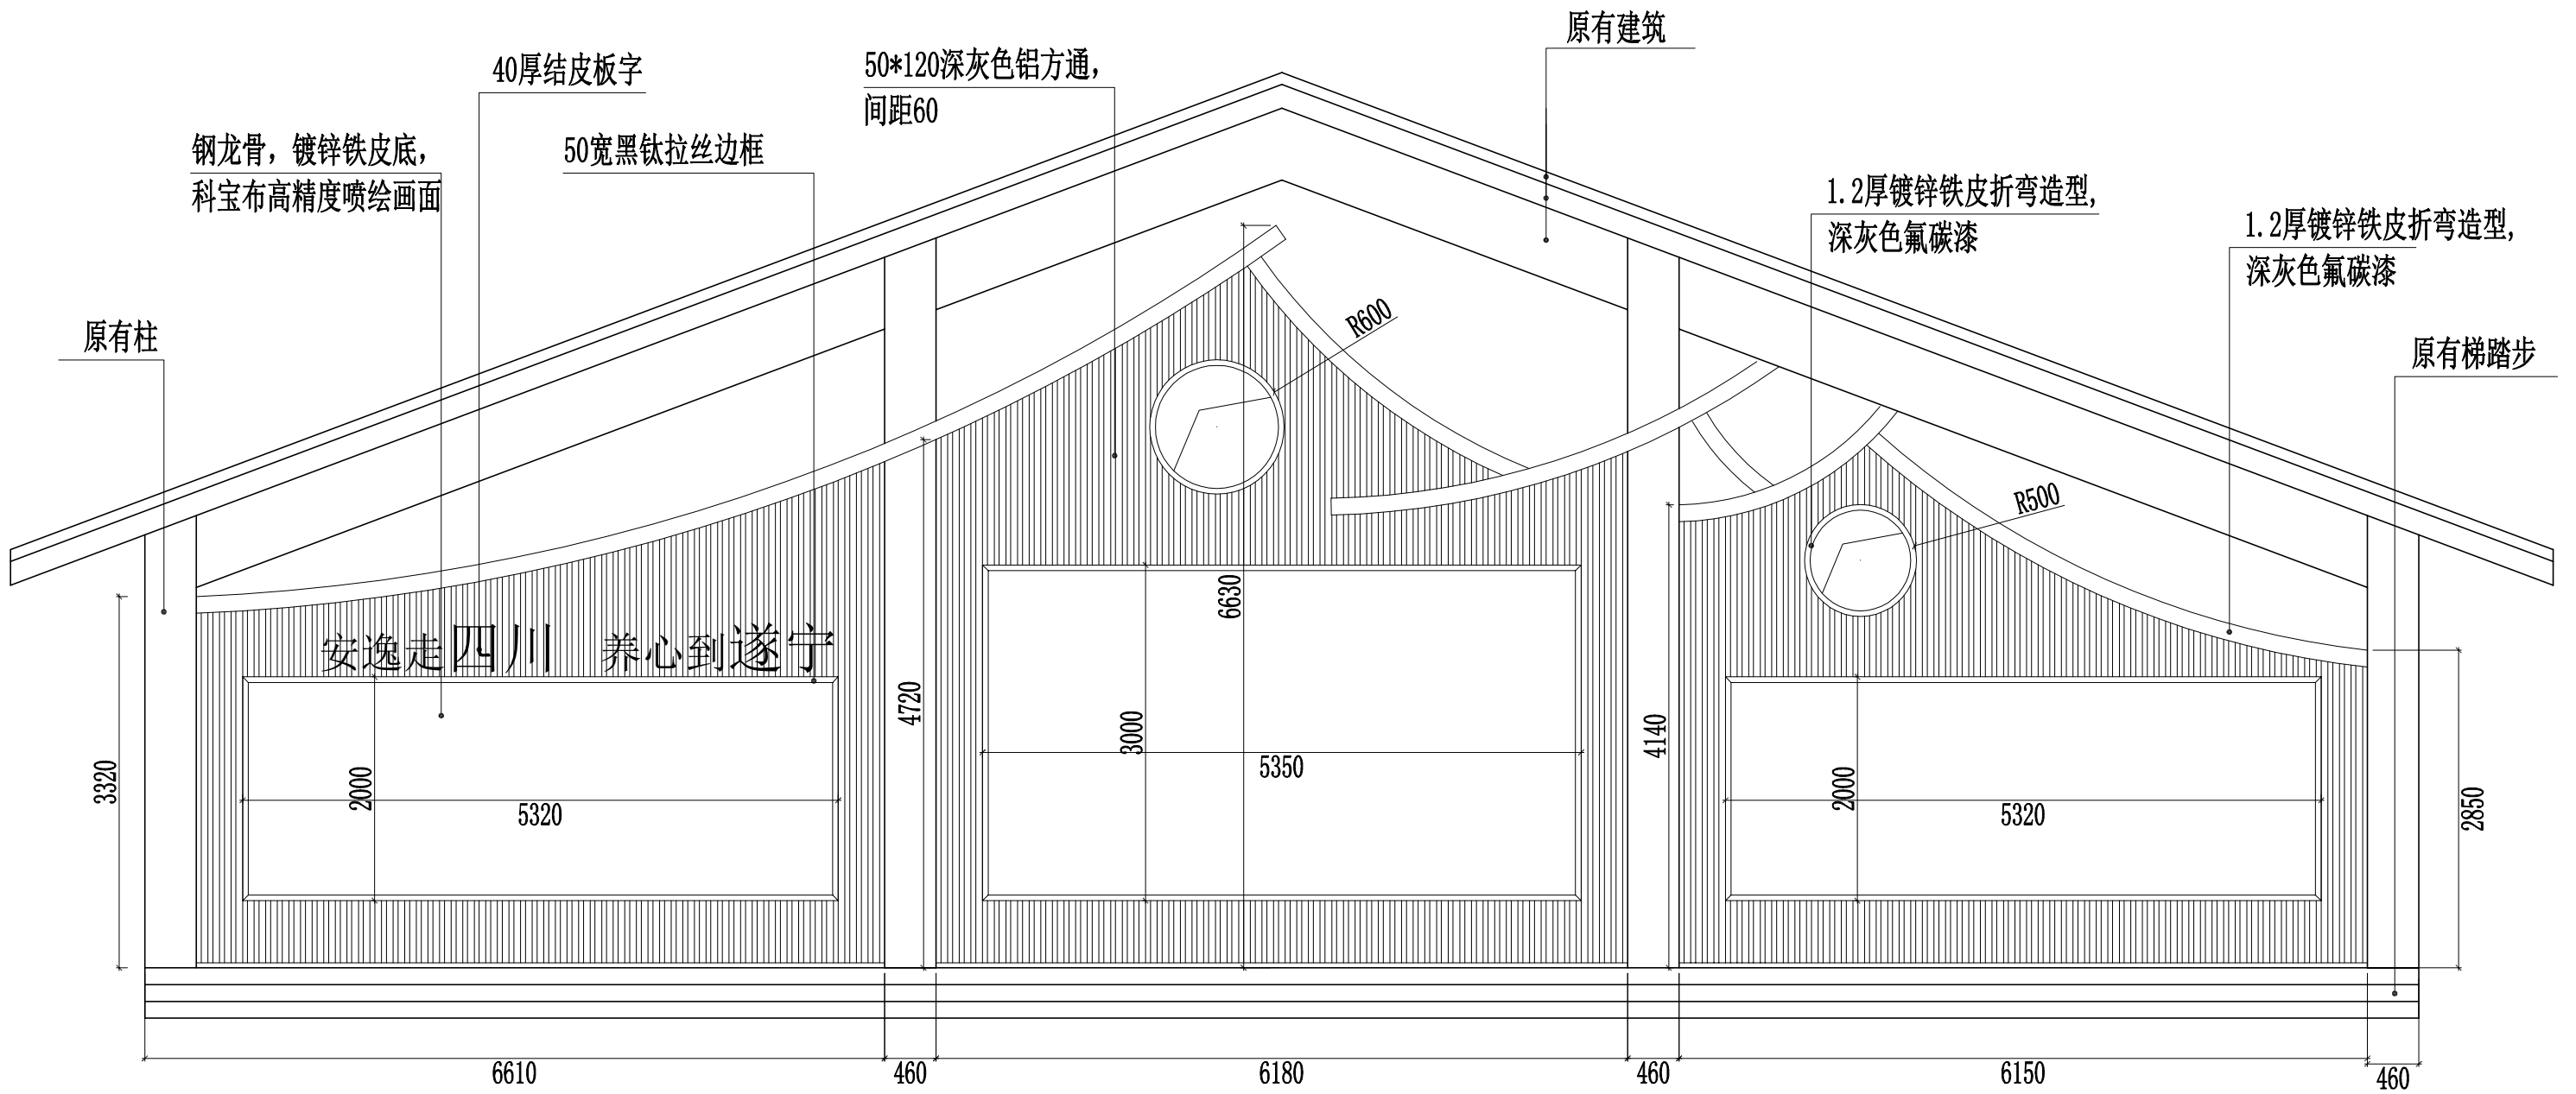 原有建筑
40厚结皮板字
50*120深灰色铝方通，
间距60
钢龙骨，镀锌铁皮底，
科宝布高精度喷绘画面
50宽黑钛拉丝边框
1.2厚镀锌铁皮折弯造型，
深灰色氟碳漆
1.2厚镀锌铁皮折弯造型，
深灰色氟碳漆
原有柱
R600
原有梯踏步
R500
安逸走四川 养心到遂宁
6630
4720
3000
4140
3320
2000
5350
2000
2850
5320
5320
6610
460
6180
460
6150
460